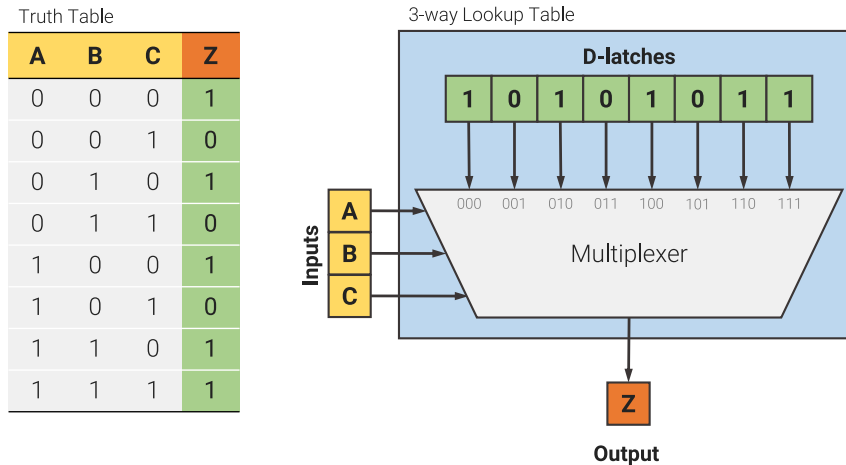 Truth Table
A B C Z
0 0 0 1
0 0 1 0
0 1 0 1
0 1 1 0
1 0 0 1
1 0 1 0
1 1 0 1
1 1 1 1
3-way Lookup Table
D-latches
1 0 1 0 1 0 1 1
000 001 010 011 100 101 110 111
Inputs
A
B
C
Multiplexer
Z
Output